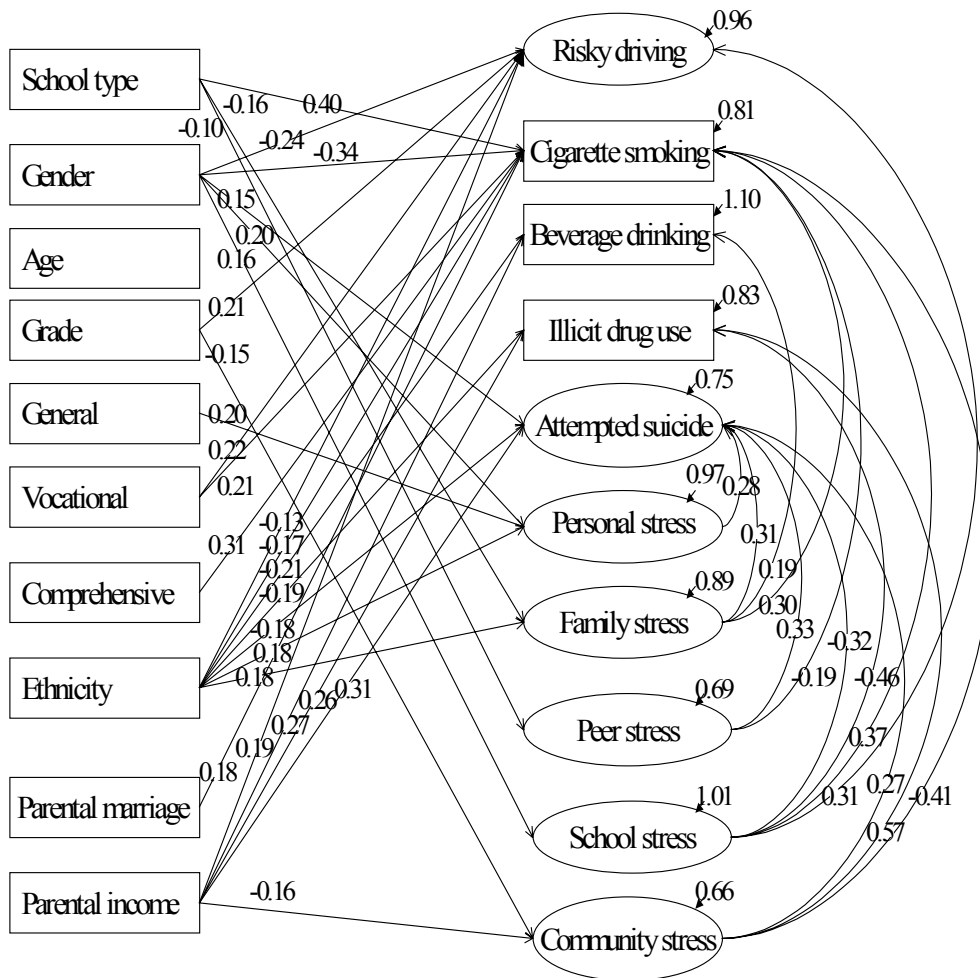 0.96
Risky driving
School type
-0.16
0.40
0.81
-0.10
-0.24
-0.34
Cigarette smoking
Gender
0.15
1.10
0.20
Beverage drinking
Age
0.16
0.83
0.21
Grade
Illicit drug use
-0.15
0.75
General
0.20
Attempted suicide
0.22
0.97
0.28
Vocational
0.21
-0.13
Personal stress
0.31
-0.17
0.31
-0.21
0.19
0.89
Comprehensive
-0.19
0.30
-0.18
Family stress
0.33
-0.32
0.18
0.18
-0.19
-0.46
Ethnicity
0.31
0.69
0.26
0.27
Peer stress
0.37
0.19
0.18
0.27
-0.41
Parental marriage
1.01
0.31
School stress
0.57
-0.16
0.66
Parental income
Community stress